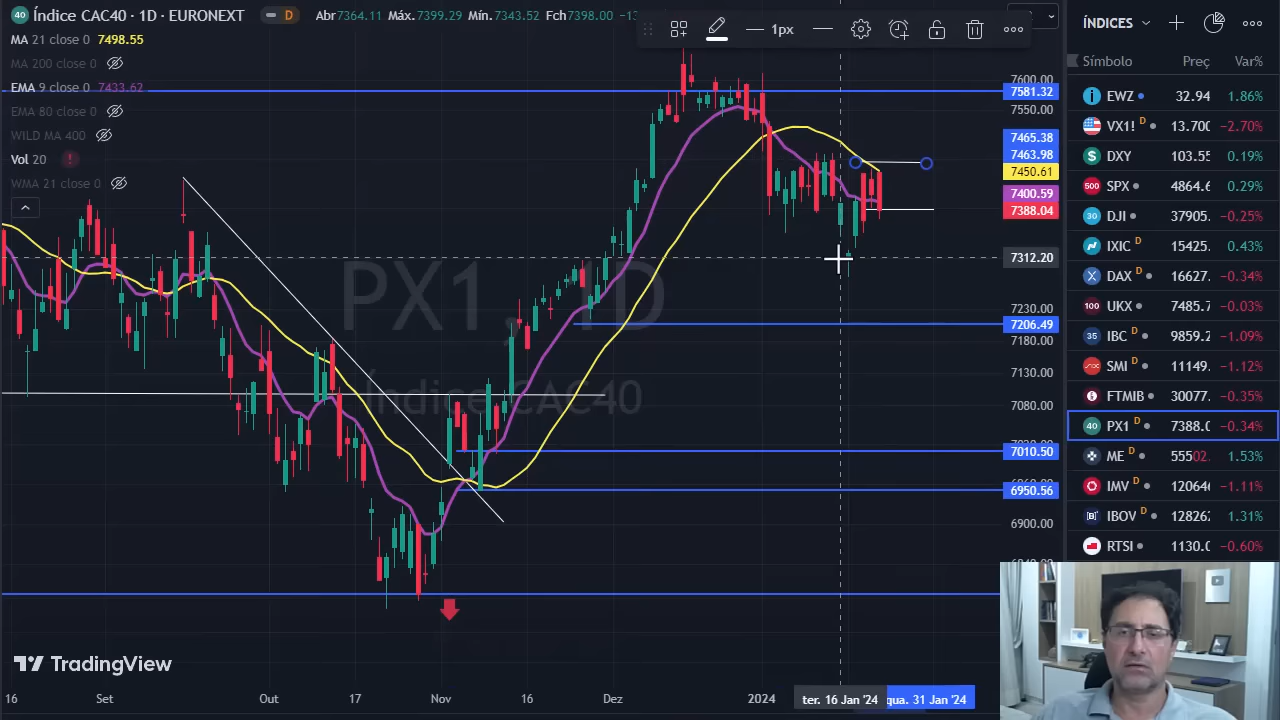 Índice CAC40 · 1D · EURONEXT D Abr7364.11 Máx.7399.29 Mín.7343.52 Fch7398.00
MA 21 close 0 7498.55
MA 200 close 0
EMA 9 close 0 7433.62
EMA 80 close 0
WILD MA 400
Vol 20
WMA 21 close 0
1px
7600.00
7581.32
7550.00
7465.38
7463.98
7450.61
7400.59
7388.04
7312.20
7230.00
7206.49
7180.00
7130.00
7080.00
7010.50
6950.56
6900.00
PX1, 1D
Índice CAC40
TradingView
16 Set Out 17 Nov 16 Dez 2024 ter. 16 Jan '24 qua. 31 Jan '24
ÍNDICES
Símbolo Preç Var%
EWZ 32.94 1.86%
VX1! D 13.700 −2.70%
DXY 103.55 0.19%
SPX 4864.6 0.29%
DJI 37905. −0.25%
IXIC D 15425. 0.43%
DAX D 16627. −0.34%
UKX 7485.7 −0.03%
IBC D 9859.2 −1.09%
SMI D 11149. −1.12%
FTMIB 30077. −0.35%
PX1 D 7388.0 −0.34%
ME D 55502. 1.53%
IMV D 120646 −1.11%
IBOV D 128262 1.31%
RTSI 1130.0 −0.60%